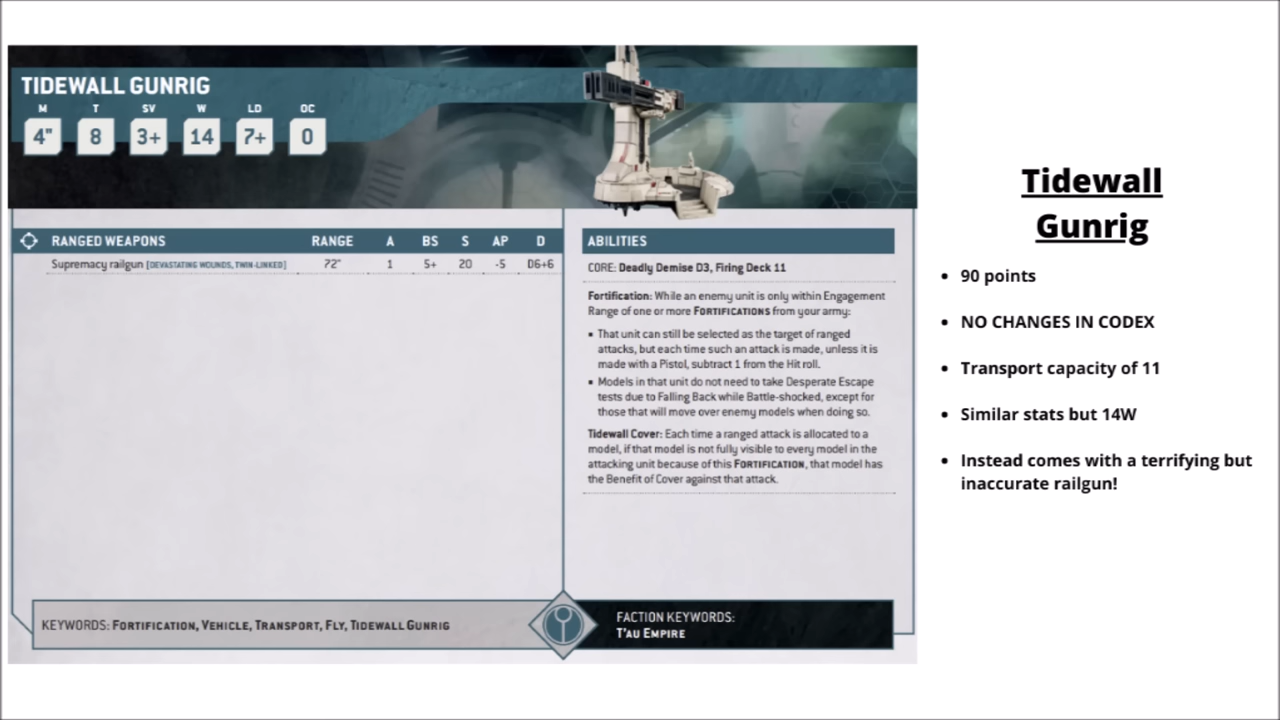 TIDEWALL GUNRIG
M T SV W LD OC
4" 8 3+ 14 7+ 0
RANGED WEAPONS RANGE A BS S AP D
Supremacy railgun [DEVASTATING WOUNDS, TWIN-LINKED] 72" 1 5+ 20 -5 D6+6
ABILITIES
CORE: Deadly Demise D3, Firing Deck 11
Fortification: While an enemy unit is only within Engagement
Range of one or more FORTIFICATIONS from your army:
▪ That unit can still be selected as the target of ranged
attacks, but each time such an attack is made, unless it is
made with a Pistol, subtract 1 from the Hit roll.
▪ Models in that unit do not need to take Desperate Escape
tests due to Falling Back while Battle-shocked, except for
those that will move over enemy models when doing so.
Tidewall Cover: Each time a ranged attack is allocated to a
model, if that model is not fully visible to every model in the
attacking unit because of this FORTIFICATION, that model has
the Benefit of Cover against that attack.
KEYWORDS: FORTIFICATION, VEHICLE, TRANSPORT, FLY, TIDEWALL GUNRIG
FACTION KEYWORDS:
T'AU EMPIRE
Tidewall
Gunrig
• 90 points
• NO CHANGES IN CODEX
• Transport capacity of 11
• Similar stats but 14W
• Instead comes with a terrifying but
inaccurate railgun!